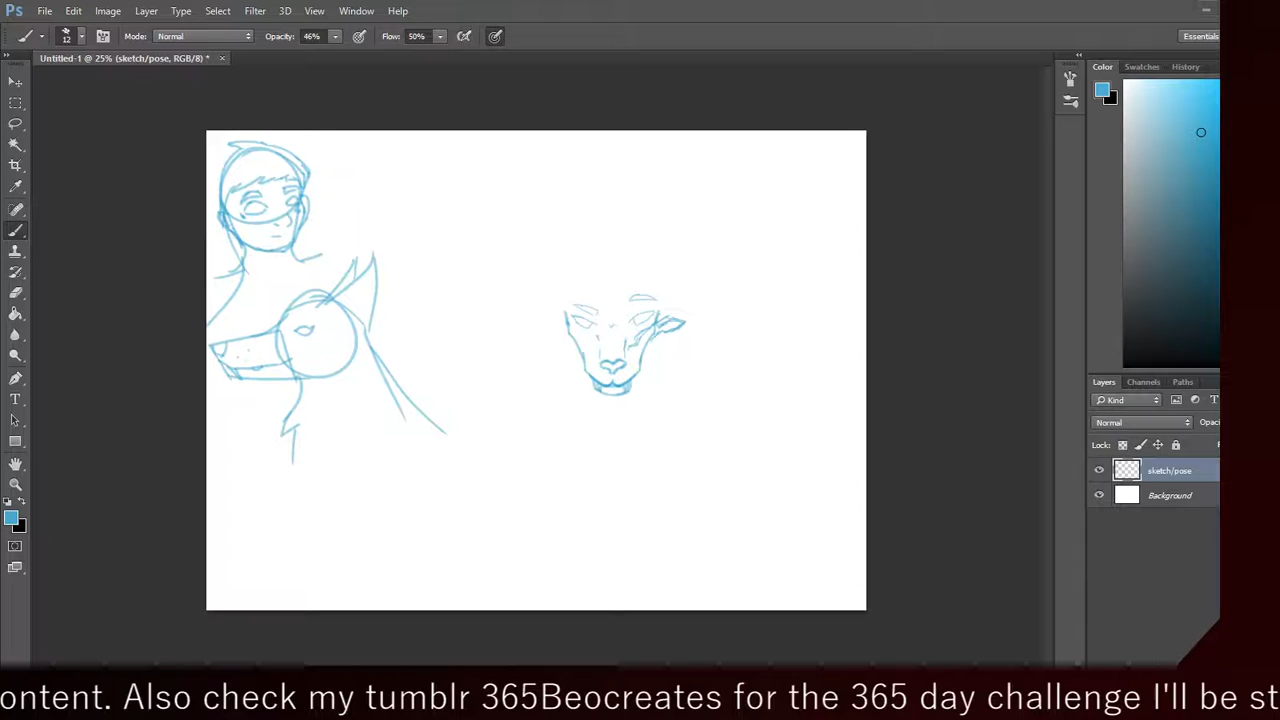 Ps File Edit Image Layer Type Select Filter 3D View Window Help
12 Mode: Normal Opacity: 46% Flow: 50% Essentials
Untitled-1 @ 25% (sketch/pose, RGB/8) * ×
Color Swatches History
Layers Channels Paths
Kind T
Normal Opac
Lock: F
sketch/pose
Background
T
ontent. Also check my tumblr 365Beocreates for the 365 day challenge I'll be st